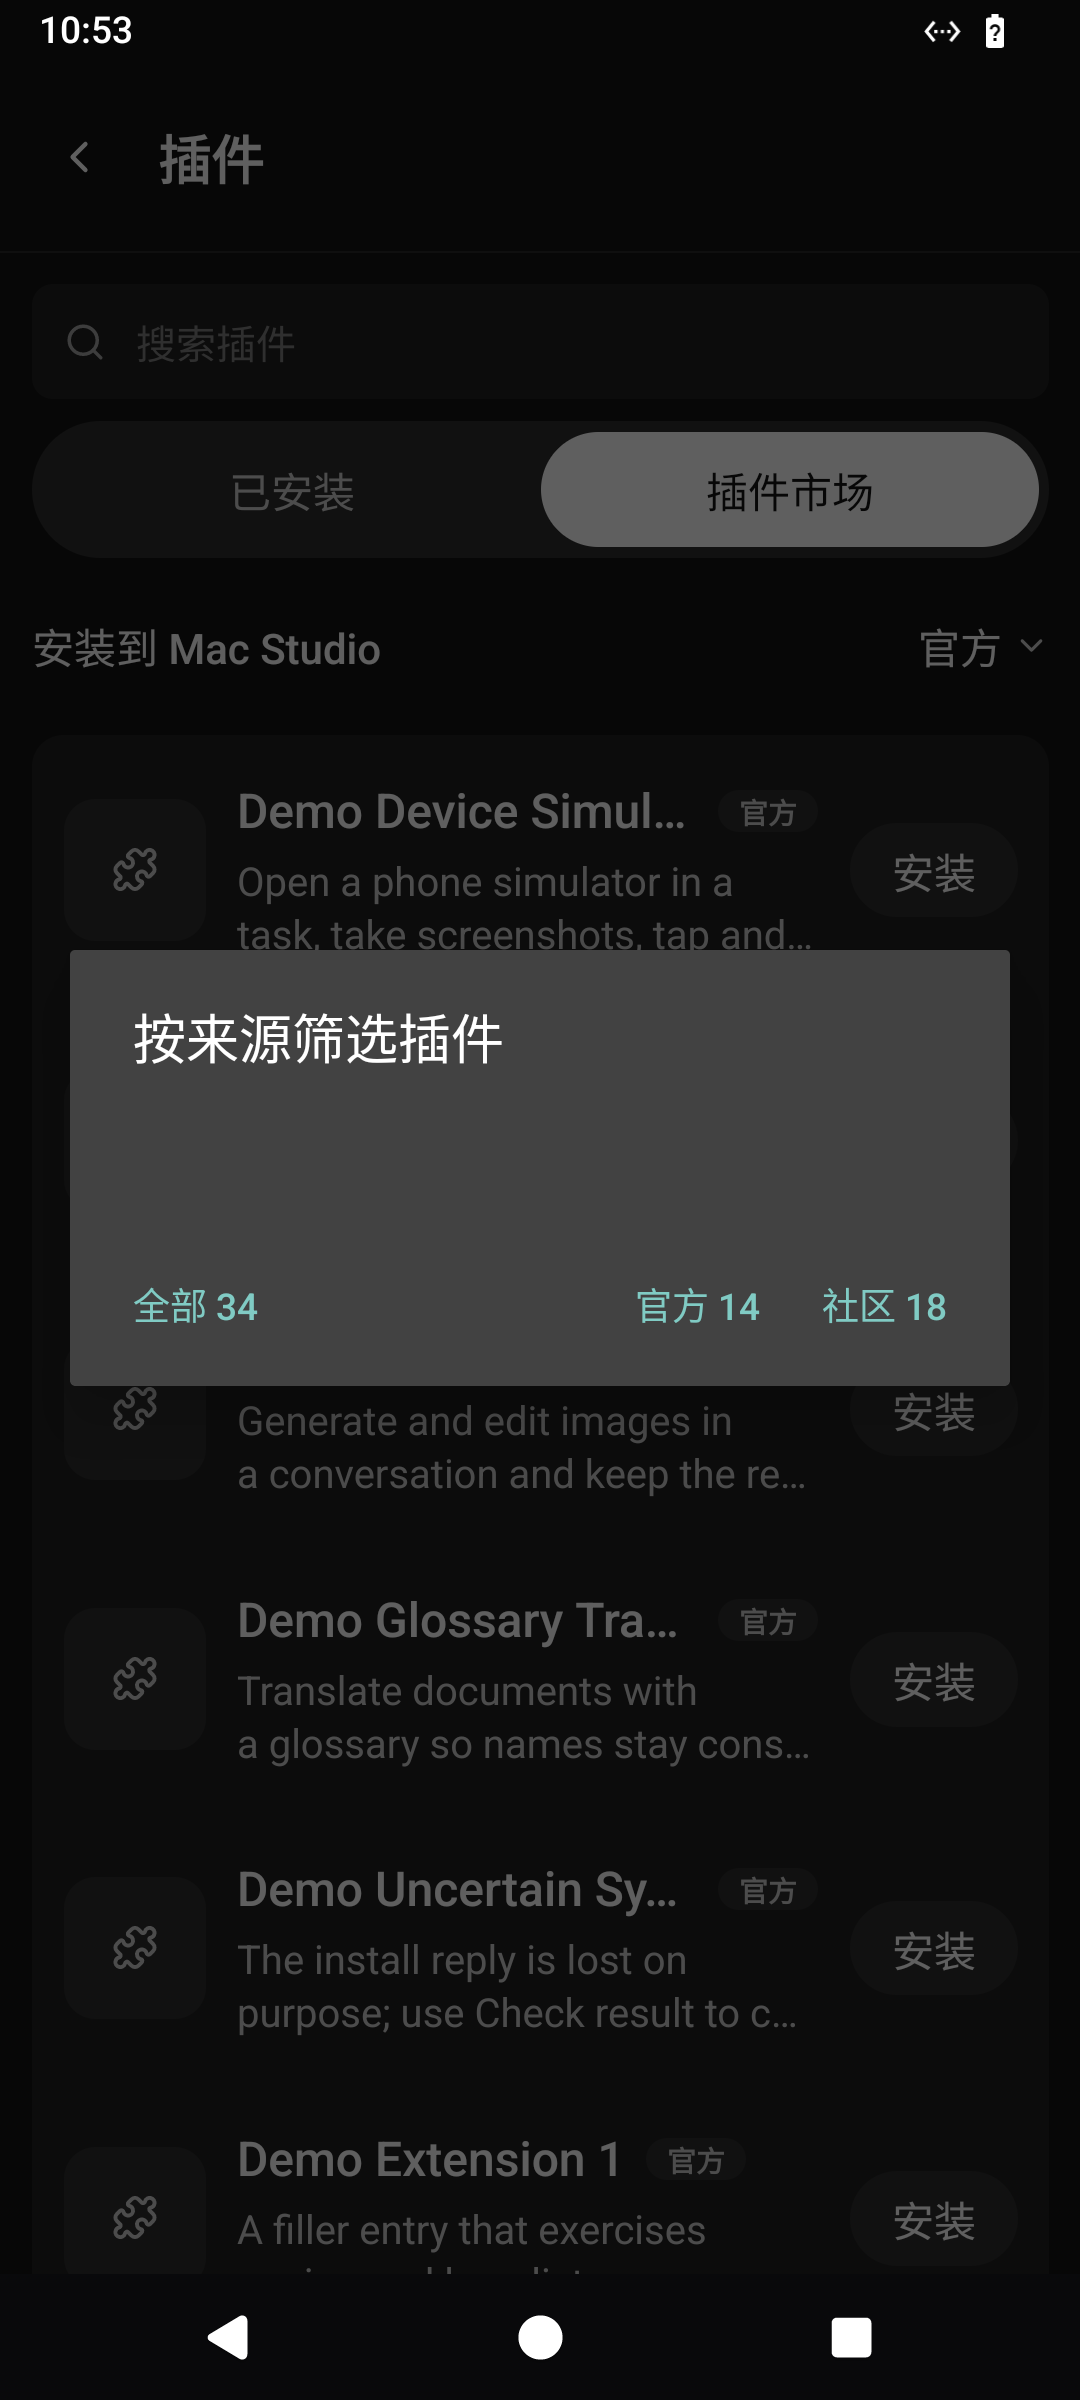 10:53
插件
搜索插件
已安装
插件市场
安装到 Mac Studio
官方
Demo Device Simul...
官方
Open a phone simulator in a
task, take screenshots, tap and...
安装
按来源筛选插件
全部 34
官方 14
社区 18
Generate and edit images in
a conversation and keep the re...
安装
Demo Glossary Tra...
官方
Translate documents with
a glossary so names stay cons...
安装
Demo Uncertain Sy...
官方
The install reply is lost on
purpose; use Check result to c...
安装
Demo Extension 1
官方
A filler entry that exercises
安装